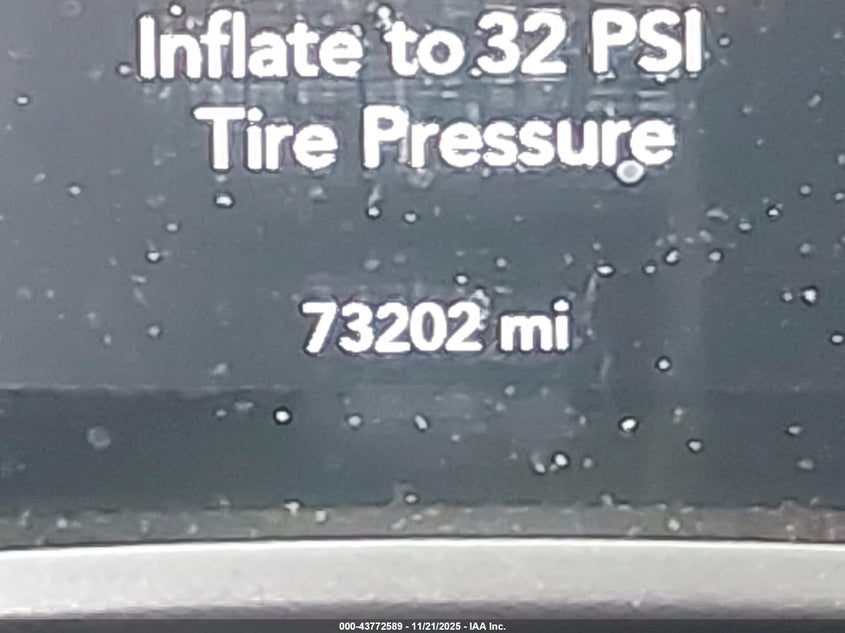 Inflate to 32 PSI
Tire Pressure
73202 mi
000-43772589 - 11/21/2025 - IAA Inc.